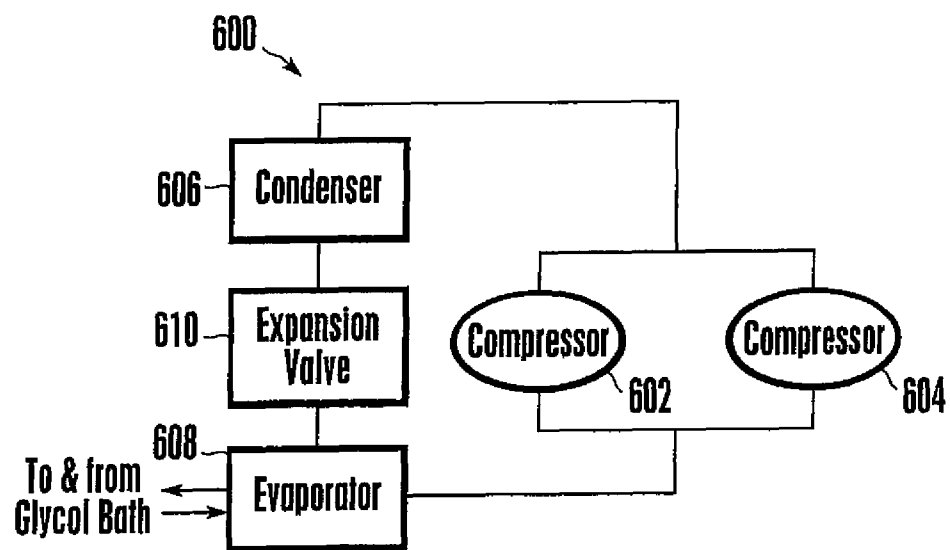 600
606
Condenser
610
Expansion
Valve
Compressor
602
Compressor
604
608
To & from
Glycol Bath
Evaporator